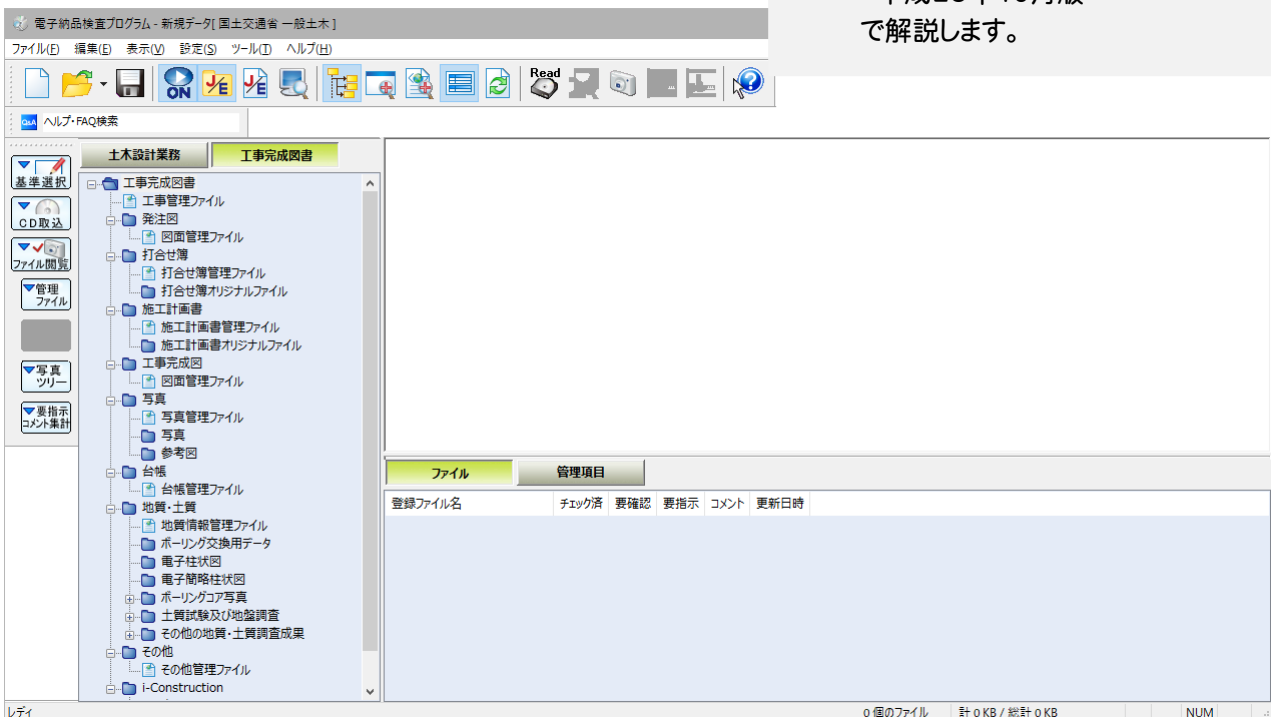 で解説します。
電子納品検査プログラム - 新規データ[ 国土交通省 一般土木 ]
ファイル(F) 編集(E) 表示(V) 設定(S) ツール(T) ヘルプ(H)
ON
J/E
J/E
Read
Q&A ヘルプ・FAQ検索
基準選択
CD取込
ファイル閲覧
管理
ファイル
写真
ツリー
要指示
コメント集計
土木設計業務 工事完成図書
工事完成図書
工事管理ファイル
発注図
図面管理ファイル
打合せ簿
打合せ簿管理ファイル
打合せ簿オリジナルファイル
施工計画書
施工計画書管理ファイル
施工計画書オリジナルファイル
工事完成図
図面管理ファイル
写真
写真管理ファイル
写真
参考図
台帳
台帳管理ファイル
地質・土質
地質情報管理ファイル
ボーリング交換用データ
電子柱状図
電子簡略柱状図
ボーリングコア写真
土質試験及び地盤調査
その他の地質・土質調査成果
その他
その他管理ファイル
i-Construction
ファイル 管理項目
登録ファイル名 チェック済 要確認 要指示 コメント 更新日時
レディ 0 個のファイル 計 0 KB / 総計 0 KB NUM